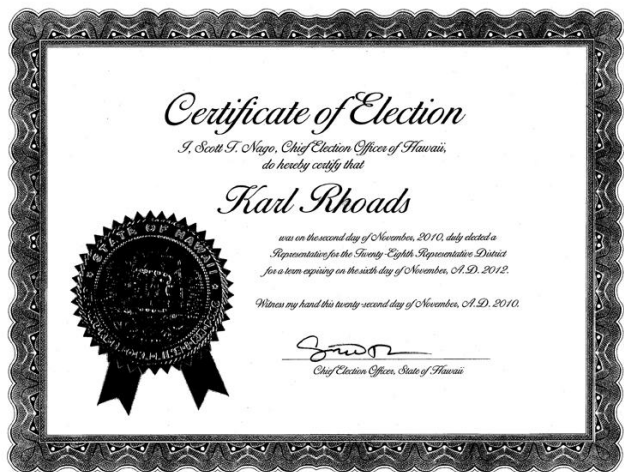 Certificate of Election
I, Scott T. Nago, Chief Election Officer of Hawaii,
do hereby certify that
Karl Rhoads
was on the second day of November, 2010, duly elected a
Representative for the Twenty-Eighth Representative District
for a term expiring on the sixth day of November, A.D. 2012.
Witness my hand this twenty-second day of November, A.D. 2010.
Chief Election Officer, State of Hawaii
STATE OF HAWAII